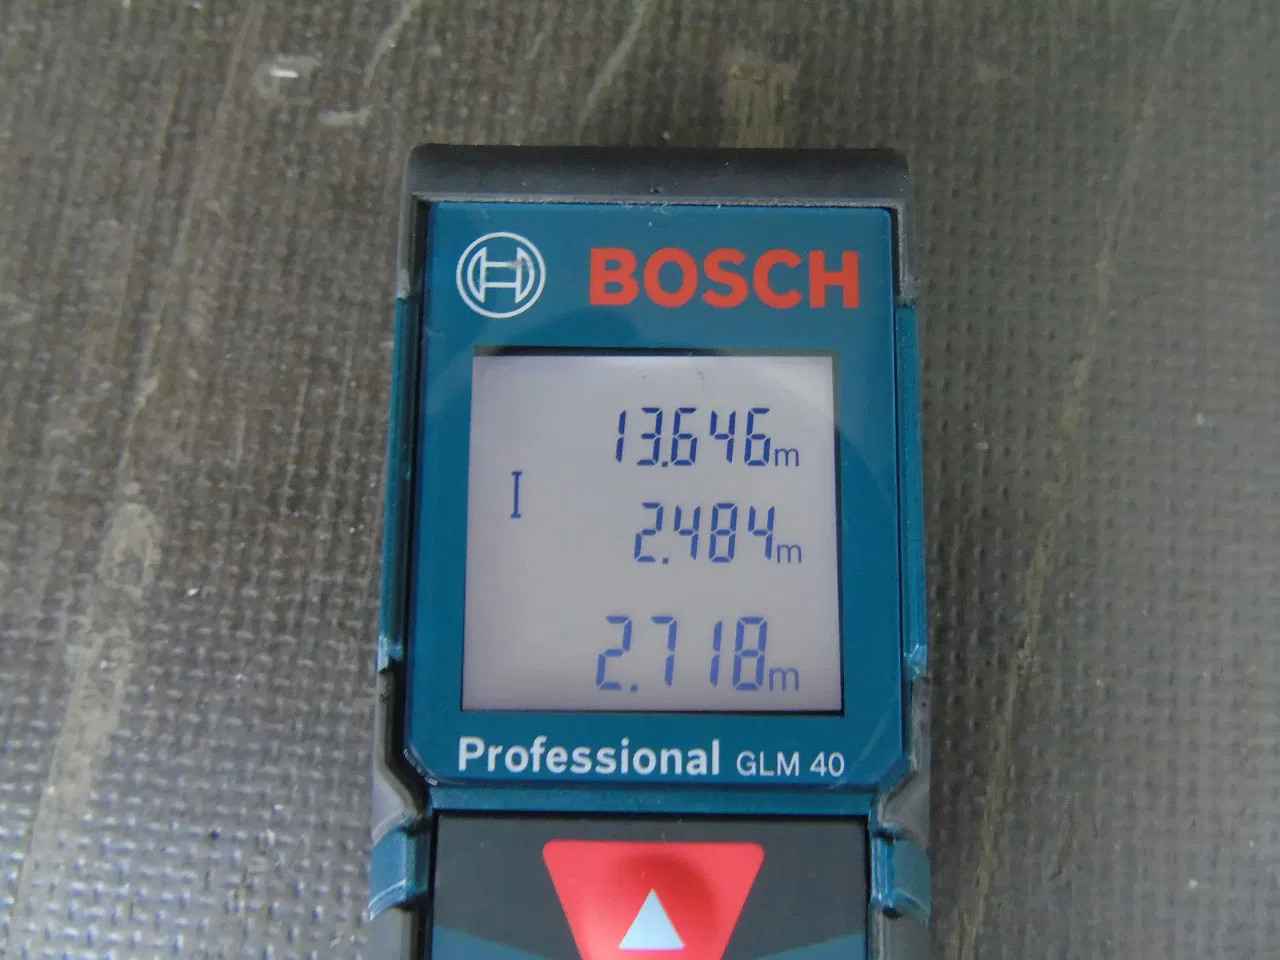 BOSCH
13.646m
2.484m
2.718m
Professional GLM 40